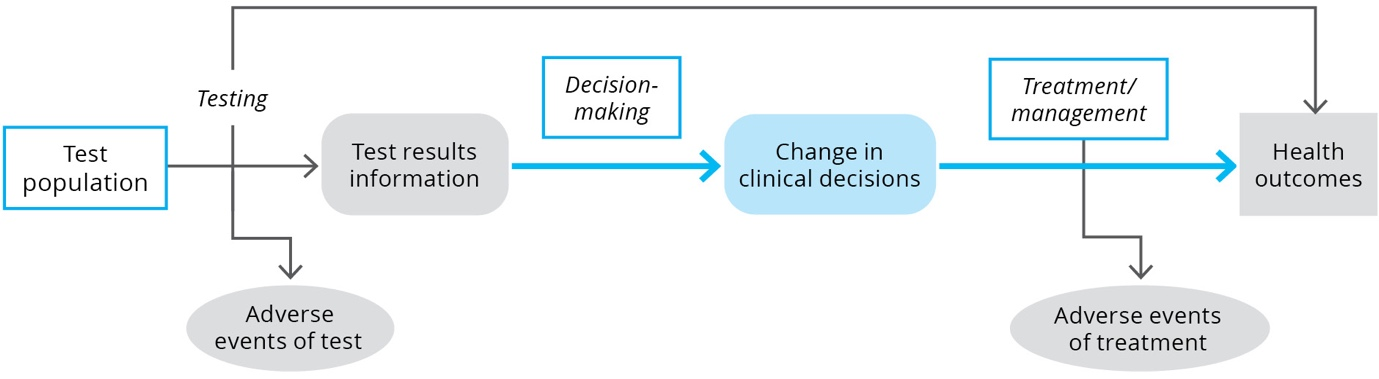 Testing
Test
population
Test results
information
Decision-
making
Change in
clinical decisions
Treatment/
management
Health
outcomes
Adverse
events of test
Adverse events
of treatment